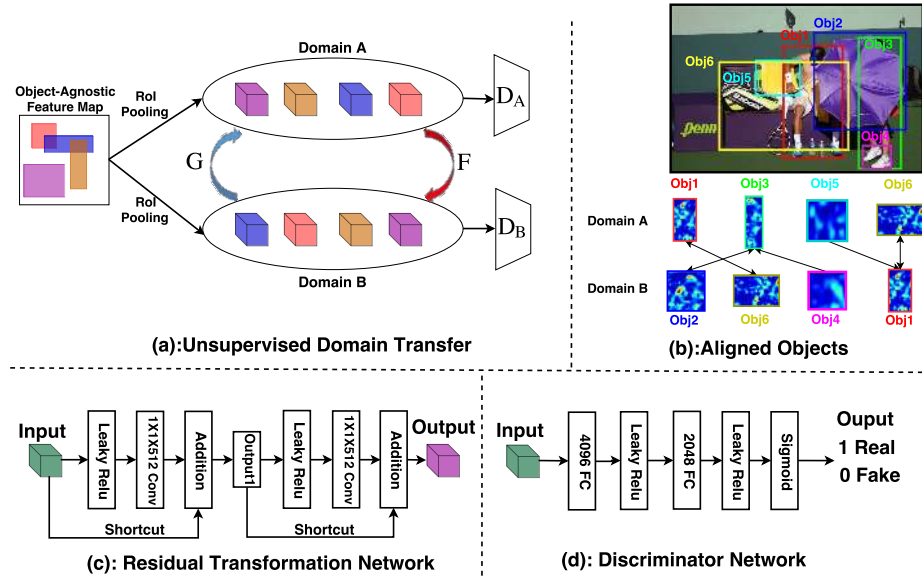 Object-Agnostic
Feature Map
RoI
Pooling
RoI
Pooling
Domain A
D_A
G
F
D_B
Domain B
(a):Unsupervised Domain Transfer
Obj2
Obj1
Obj3
Obj6
Obj5
Penn
Obj1
Obj3
Obj5
Obj6
Domain A
Domain B
Obj2
Obj6
Obj4
Obj1
(b):Aligned Objects
Input
Leaky Relu
1X1X512 Conv
Addition
Output1
Leaky Relu
1X1X512 Conv
Addition
Output
Shortcut
Shortcut
(c): Residual Transformation Network
Input
4096 FC
Leaky Relu
2048 FC
Leaky Relu
Sigmoid
Ouput
1 Real
0 Fake
(d): Discriminator Network